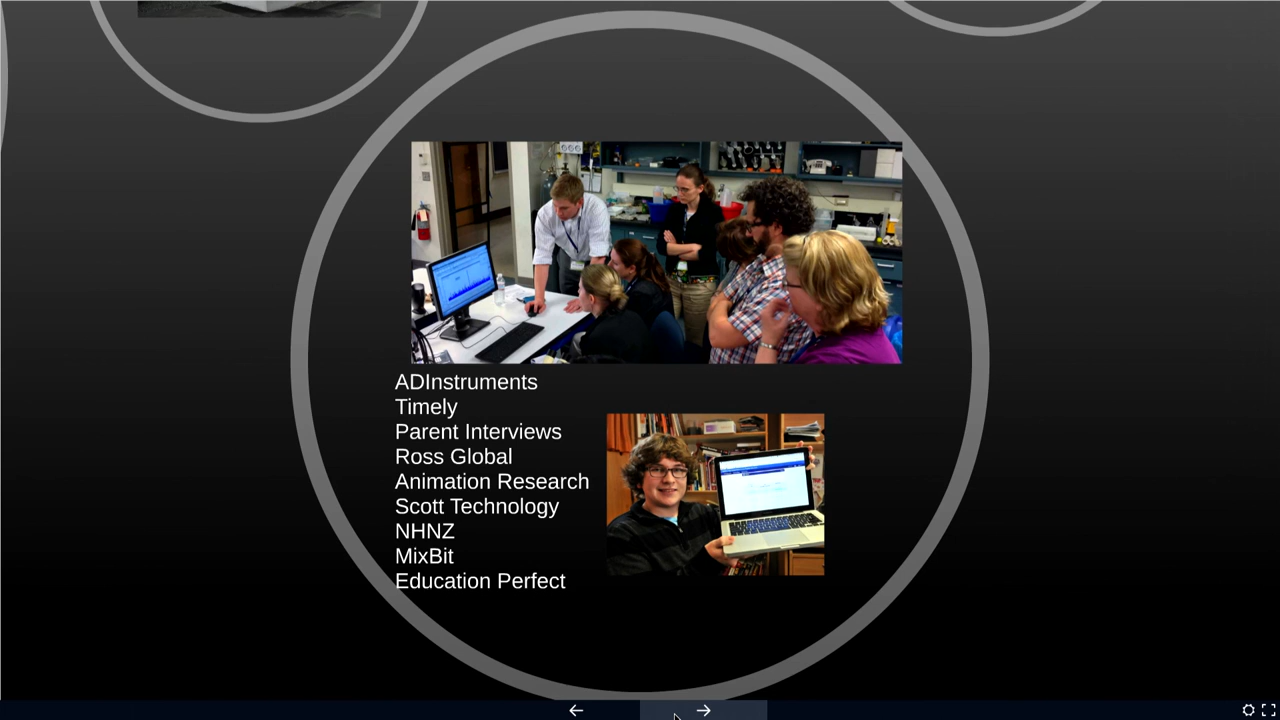 ADInstruments
Timely
Parent Interviews
Ross Global
Animation Research
Scott Technology
NHNZ
MixBit
Education Perfect